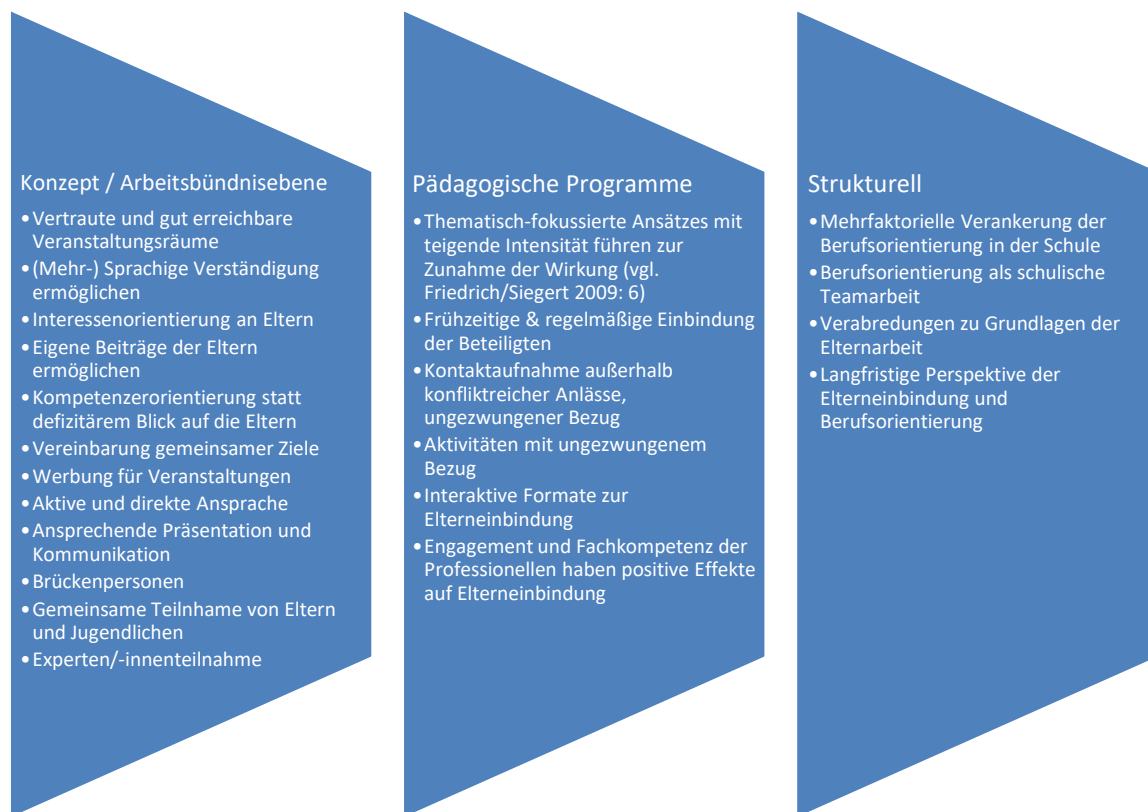 Konzept / Arbeitsbündnisebene
•Vertraute und gut erreichbare
Veranstaltungsräume
•(Mehr-) Sprachige Verständigung
ermöglichen
•Interessenorientierung an Eltern
•Eigene Beiträge der Eltern
ermöglichen
•Kompetenzerorientierung statt
defizitärem Blick auf die Eltern
•Vereinbarung gemeinsamer Ziele
•Werbung für Veranstaltungen
•Aktive und direkte Ansprache
•Ansprechende Präsentation und
Kommunikation
•Brückenpersonen
•Gemeinsame Teilnhame von Eltern
und Jugendlichen
•Experten/-innenteilnahme
Pädagogische Programme
•Thematisch-fokussierte Ansätzes mit
teigende Intensität führen zur
Zunahme der Wirkung (vgl.
Friedrich/Siegert 2009: 6)
•Frühzeitige & regelmäßige Einbindung
der Beteiligten
•Kontaktaufnahme außerhalb
konfliktreicher Anlässe,
ungezwungener Bezug
•Aktivitäten mit ungezwungenem
Bezug
•Interaktive Formate zur
Elterneinbindung
•Engagement und Fachkompetenz der
Professionellen haben positive Effekte
auf Elterneinbindung
Strukturell
•Mehrfaktorielle Verankerung der
Berufsorientierung in der Schule
•Berufsorientierung als schulische
Teamarbeit
•Verabredungen zu Grundlagen der
Elternarbeit
•Langfristige Perspektive der
Elterneinbindung und
Berufsorientierung